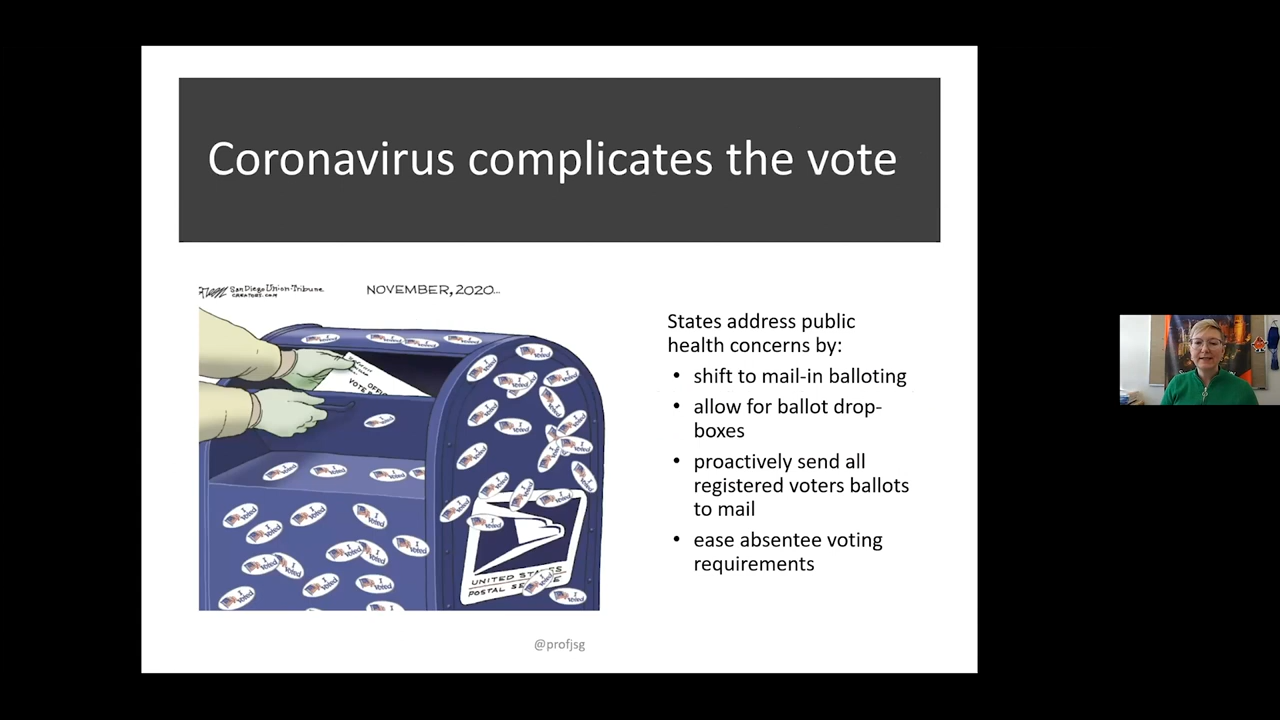 Coronavirus complicates the vote
San Diego Union-Tribune.
CREATORS.COM
NOVEMBER, 2020...
OFFI
VOTE
I Voted
UNITED STATES
POSTAL SE
States address public
health concerns by:
• shift to mail-in balloting
• allow for ballot drop-
boxes
• proactively send all
registered voters ballots
to mail
• ease absentee voting
requirements
@profjsg